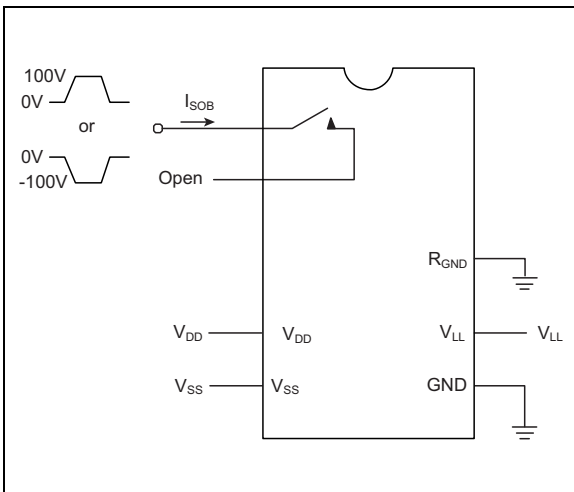 100V
0V
I_SOB
or
0V
-100V
Open
R_GND
V_DD V_DD V_LL V_LL
V_SS V_SS GND